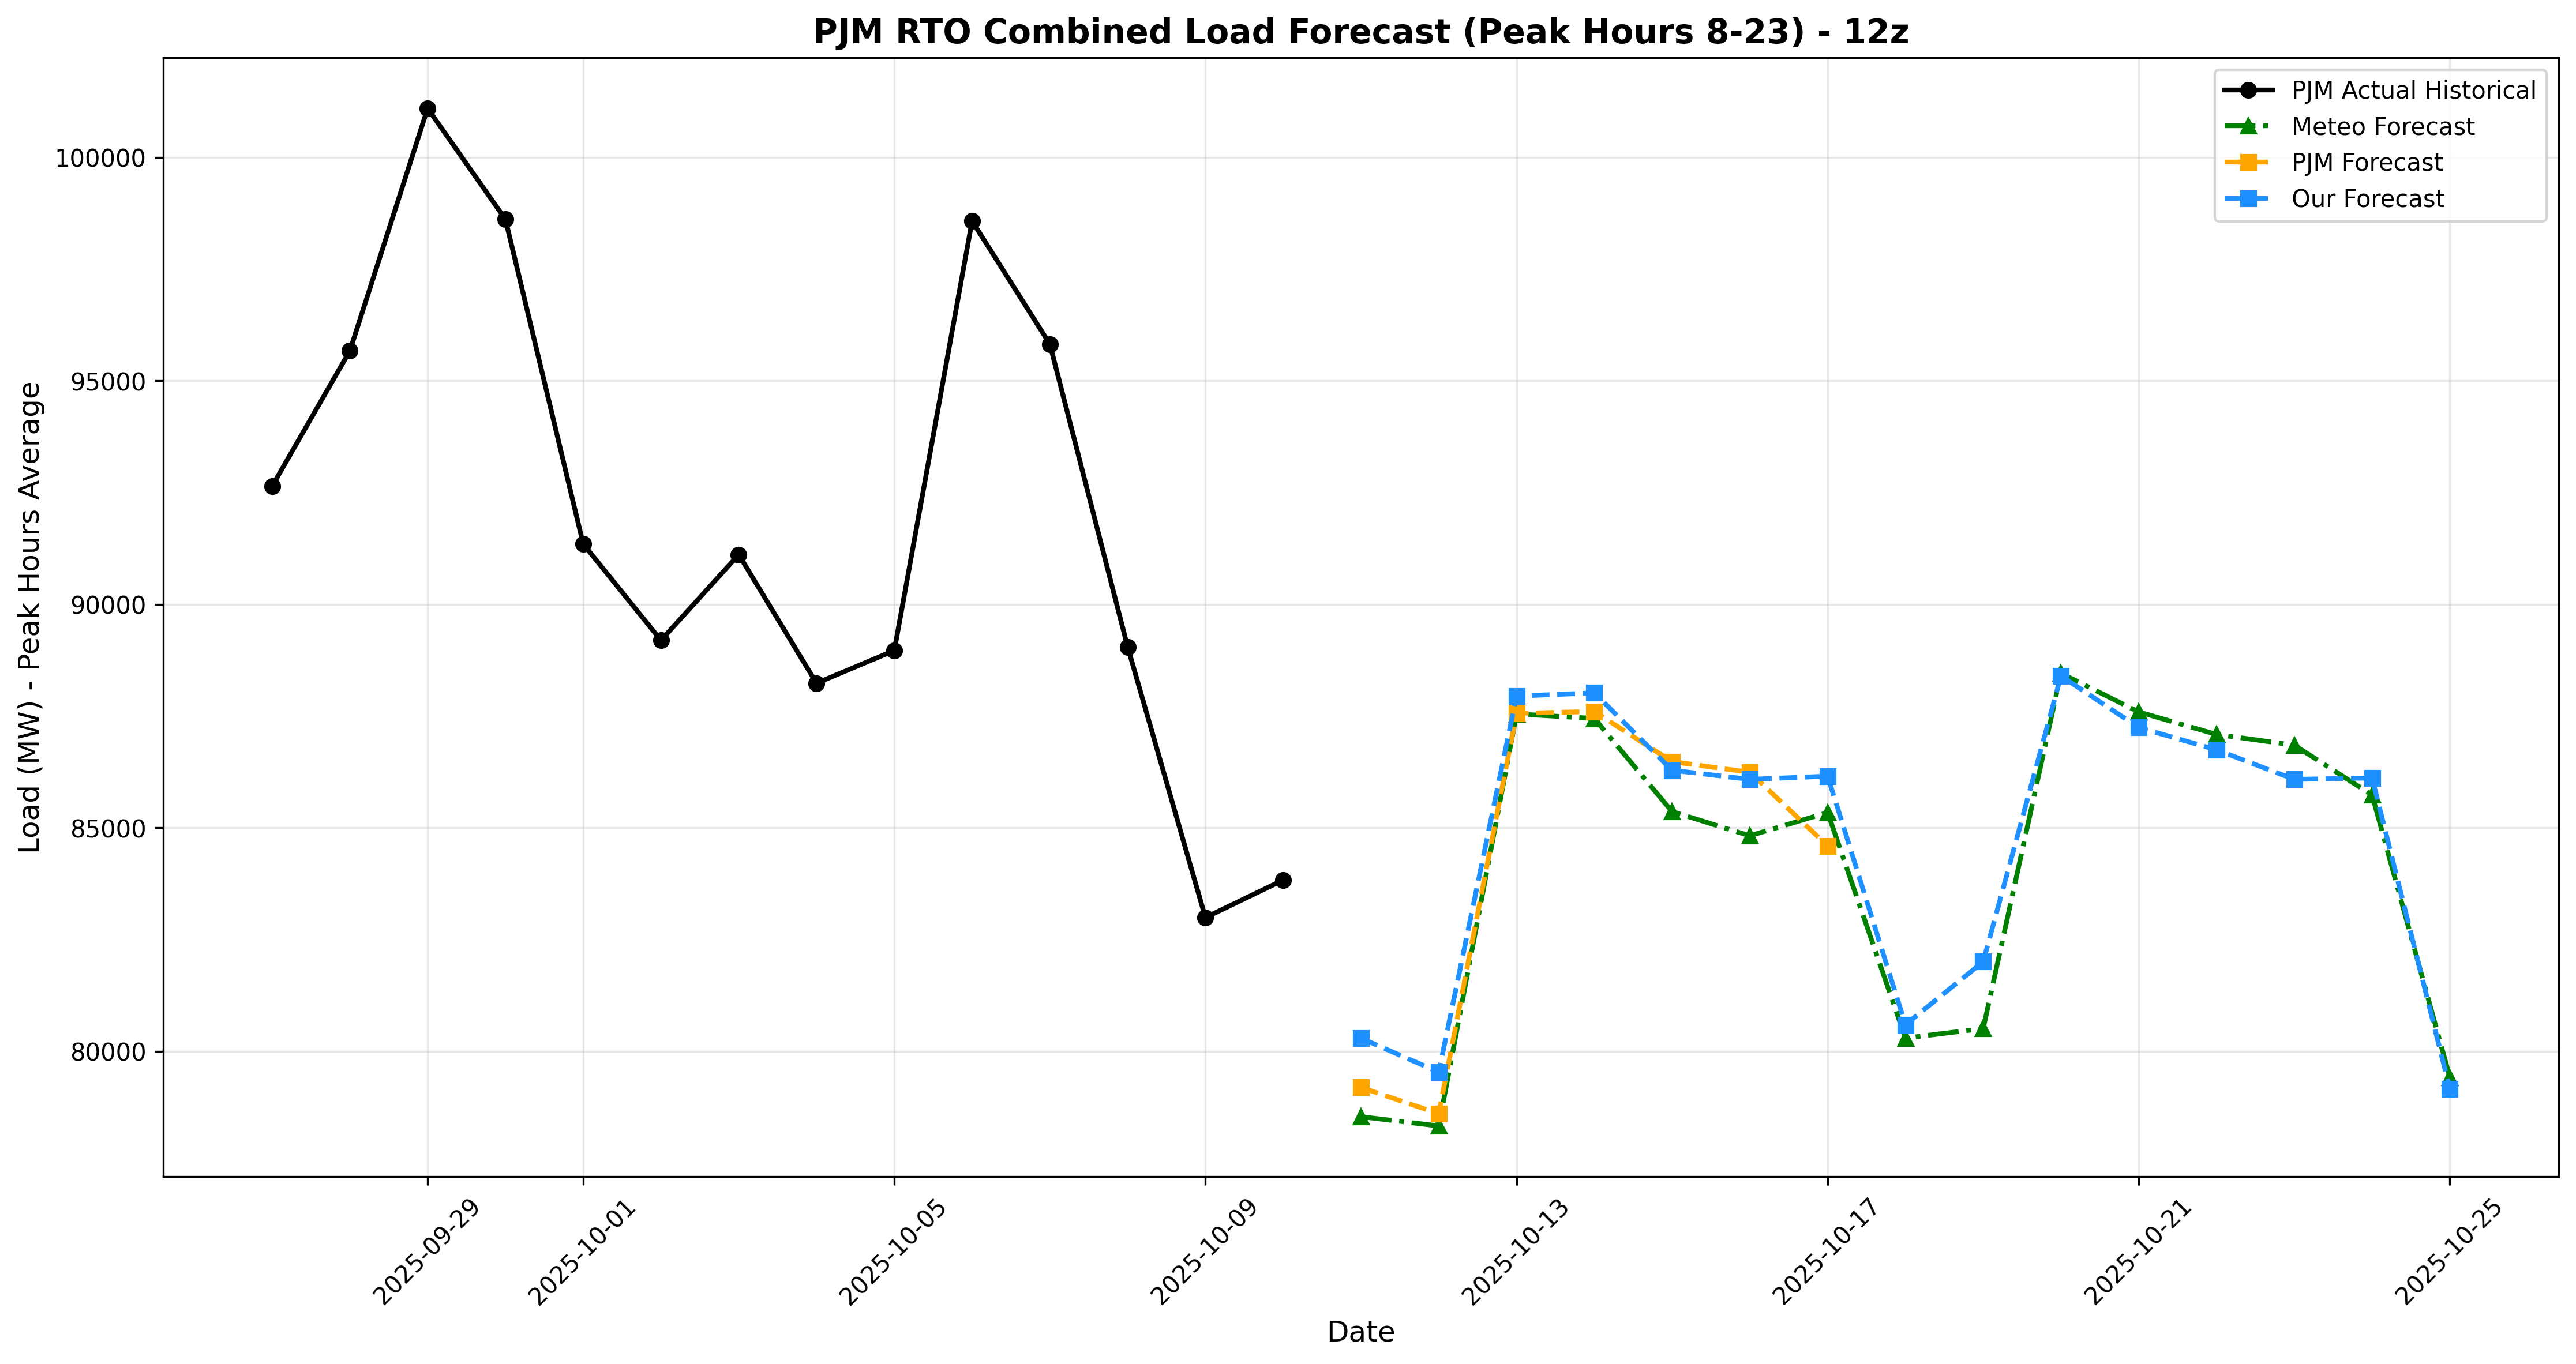 PJM RTO Combined Load Forecast (Peak Hours 8-23) - 12z
PJM Actual Historical
Meteo Forecast
PJM Forecast
Our Forecast
Load (MW) - Peak Hours Average
100000
95000
90000
85000
80000
2025-09-29
2025-10-01
2025-10-05
2025-10-09
2025-10-13
2025-10-17
2025-10-21
2025-10-25
Date